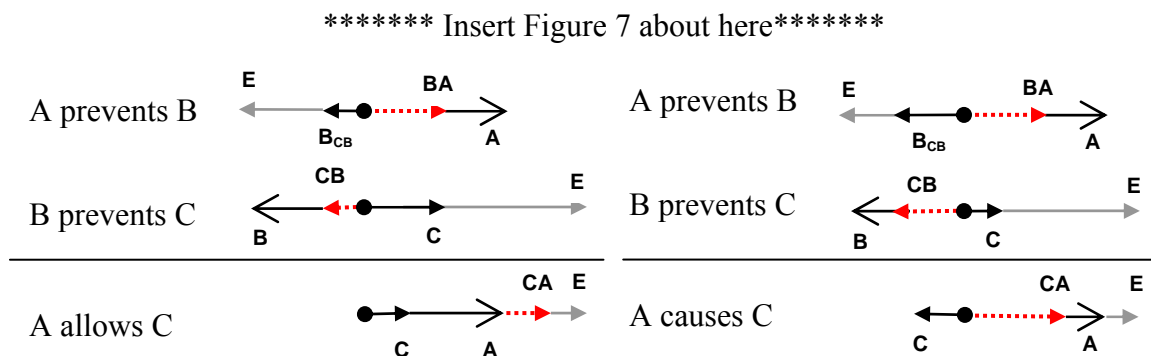 ******* Insert Figure 7 about here*******
E BA
A prevents B
B_CB A
CB E
B prevents C
B C
CA E
A allows C
C A
E BA
A prevents B
B_CB A
CB E
B prevents C
B C
CA E
A causes C
C A